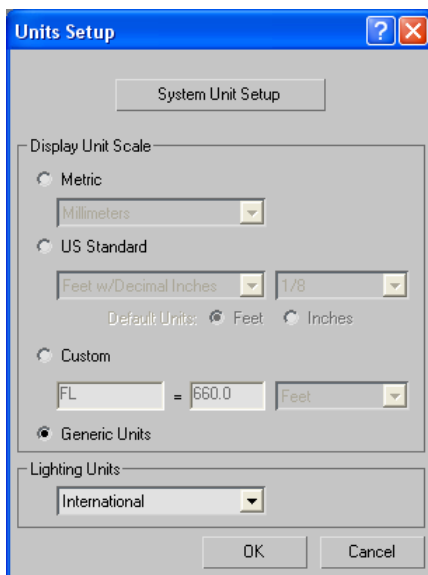 Units Setup
System Unit Setup
Display Unit Scale
Metric
Millimeters
US Standard
Feet w/Decimal Inches 1/8
Default Units: Feet Inches
Custom
FL = 660.0 Feet
Generic Units
Lighting Units
International
OK Cancel